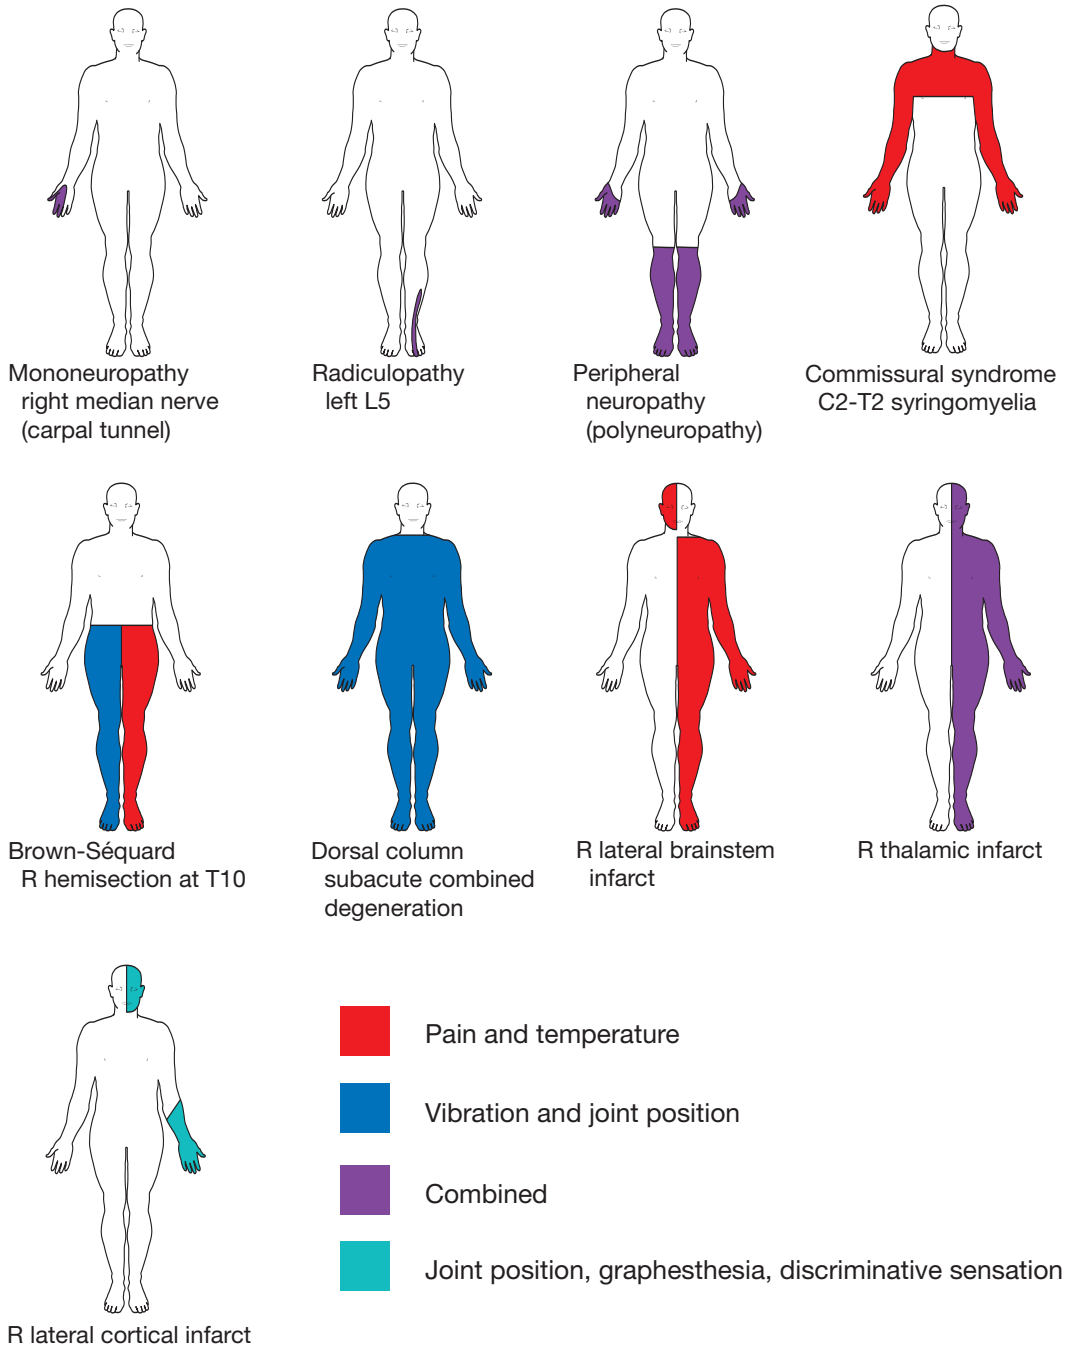 Mononeuropathy
right median nerve
(carpal tunnel)
Radiculopathy
left L5
Peripheral
neuropathy
(polyneuropathy)
Commissural syndrome
C2-T2 syringomyelia
Brown-Séquard
R hemisection at T10
Dorsal column
subacute combined
degeneration
R lateral brainstem
infarct
R thalamic infarct
R lateral cortical infarct
Pain and temperature
Vibration and joint position
Combined
Joint position, graphesthesia, discriminative sensation